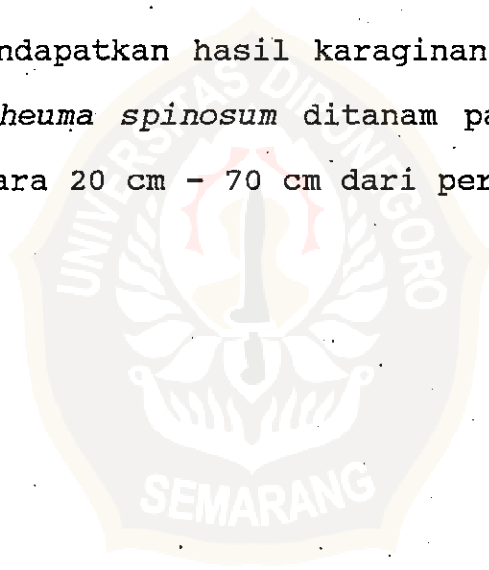 ndapatkan hasil karaginan
heuma spinosum ditanam pa
ara 20 cm - 70 cm dari per
UNIVERSITAS DIPONEGORO
SEMARANG